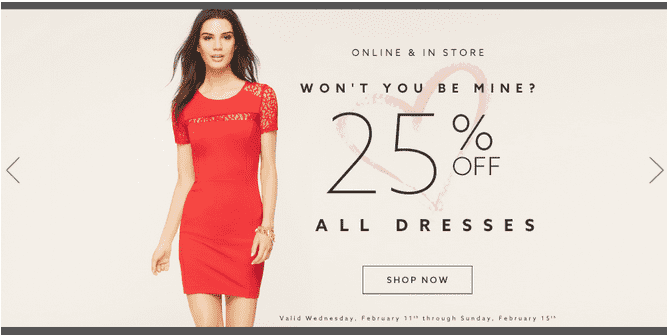 ONLINE & IN STORE
WON'T YOU BE MINE?
25% OFF
ALL DRESSES
SHOP NOW
Valid Wednesday, February 11th through Sunday, February 15th